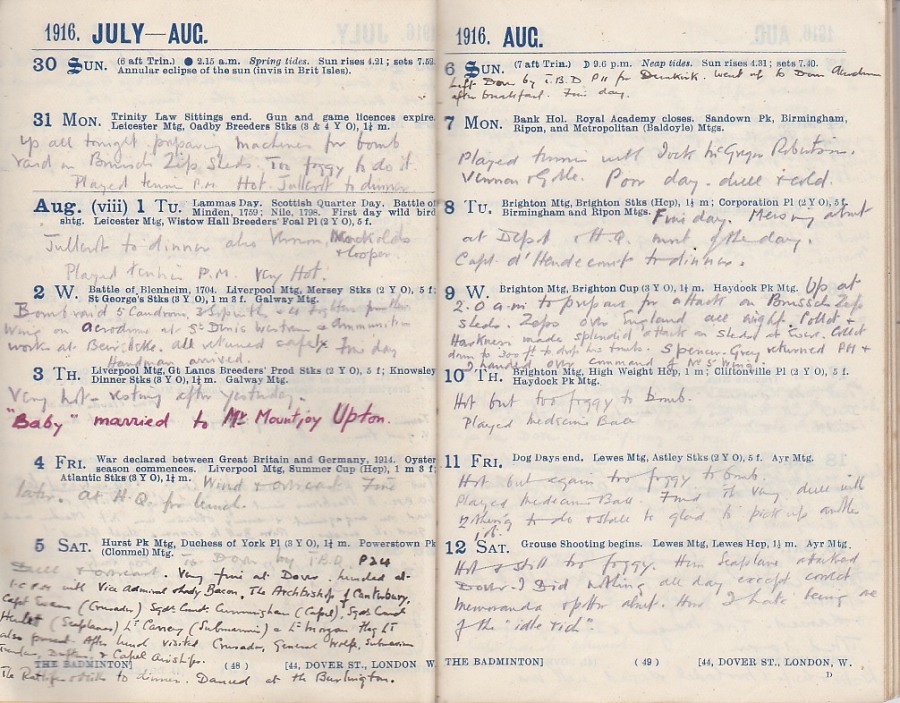 1916. JULY—AUG.
30 SUN. (6 aft Trin.) ● 2.15 a.m. Spring tides. Sun rises 4.21; sets 7.52
Annular eclipse of the sun (invis in Brit Isles).
31 MON. Trinity Law Sittings end. Gun and game licences expire
Leicester Mtg, Oadby Breeders Stks (3 & 4 Y O), 1½ m.
Up all tonight preparing machines for bomb
raid on Brussels Zepp Sheds. Too foggy to do it.
Played tennis P.M. Hot. Jullerot to dinner
Aug. (viii) 1 TU. Lammas Day. Scottish Quarter Day. Battle of
Minden, 1759; Nile, 1798. First day wild bird
shtg. Leicester Mtg, Wistow Hall Breeders' Foal Pl (2 Y O), 5 f.
Jullerot to dinner also Vernon,
& Cooper.
Played tennis P.M. Very Hot.
2 W. Battle of Blenheim, 1704. Liverpool Mtg, Mersey Stks (2 Y O), 5 f;
St George's Stks (3 Y O), 1 m 3 f. Galway Mtg.
Bomb raid 5 Caudrons, 2 Sopwith & 4 fighters
Wing on aerodrome at St Denis Westrem & ammunition
works at all returned safely Fine day
arrived.
3 TH. Liverpool Mtg, Gt Lancs Breeders' Prod Stks (2 Y O), 5 f; Knowsley
Dinner Stks (3 Y O), 1¼ m. Galway Mtg.
Very hot – resting after yesterday.
"Baby" married to Mr Mountjoy Upton.
4 FRI. War declared between Great Britain and Germany, 1914. Oyster
season commences. Liverpool Mtg, Summer Cup (Hcp), 1 m 3 f;
Atlantic Stks (3 Y O), 1¼ m. Wind & overcast Fine
later. At H.Q. for lunch.
5 SAT. Hurst Pk Mtg, Duchess of York Pl (3 Y O), 1¼ m. Powerstown Pk
(Clonmel) Mtg. To Dover by T.B.D. P24
Dull & overcast. Very fine at Dover. Lunched at
1.0 P.M. with Vice Admiral & Lady Bacon, The Archbishop of Canterbury,
Capt Evans (Crusader) Sqdn Comdr Cunningham (Capel), Sqdn Comdr
(Seaplanes) Lt Carrey (Submarines) & Lt Morgan Flag Lt
also present. After lunch visited Crusader, General Wolfe, Submarine
& Capel Airships.
to dinner. Danced at the Burlington.
THE BADMINTON] (48) [44, DOVER ST., LONDON W.
1916. AUG.
6 SUN. (7 aft Trin.) ☽ 9.6 p.m. Neap tides. Sun rises 4.31; sets 7.40.
Left Dover by T.B.D. P11 for Dunkirk. Went up to Dover Aerodrome
after breakfast. Fine day.
7 MON. Bank Hol. Royal Academy closes. Sandown Pk, Birmingham,
Ripon, and Metropolitan (Baldoyle) Mtgs.
Played tennis with Jock McGregor Robertson,
Vernon & Poor day – dull & cold.
8 TU. Brighton Mtg, Brighton Stks (Hcp), 1½ m; Corporation Pl (2 Y O), 5 f.
Birmingham and Ripon Mtgs. Fine day. Messing about
at Depot & H.Q. most of the day.
Capt. d'Hendecourt to dinner.
9 W. Brighton Mtg, Brighton Cup (3 Y O), 1½ m. Haydock Pk Mtg. Up at
2.0 a.m. to prepare for attack on Brussels Zepp
sheds. Zepps over England all night. Collet &
Harkness made splendid attack on sheds at Evere. Collet
down to 300 ft to drop his bombs. Spenser Grey returned P.M. &
I handed over command No 5 Wing
10 TH. Brighton Mtg, High Weight Hcp, 1 m; Cliftonville Pl (2 Y O), 5 f.
Haydock Pk Mtg.
Hot but too foggy to bomb.
Played Medicine Ball
11 FRI. Dog Days end. Lewes Mtg, Astley Stks (2 Y O), 5 f. Ayr Mtg.
Hot but again too foggy to bomb.
Played Medicine Ball. Find it very dull with
nothing to do & shall be glad to pick up another
job.
12 SAT. Grouse Shooting begins. Lewes Mtg, Lewes Hcp, 1½ m. Ayr Mtg.
Hot & still too foggy. Hun Seaplane attacked
Dover. I Did nothing all day except correct
memoranda & potter about. How I hate being one
of the "idle rich".
THE BADMINTON] (49) [44, DOVER ST., LONDON, W.
D